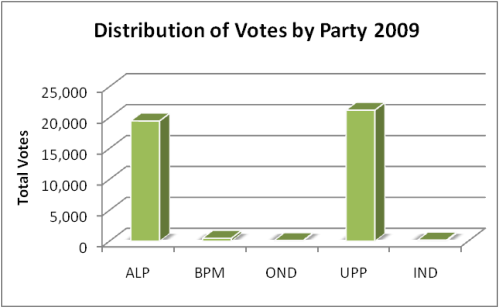 Distribution of Votes by Party 2009
Total Votes
25,000
20,000
15,000
10,000
5,000
0
ALP BPM OND UPP IND